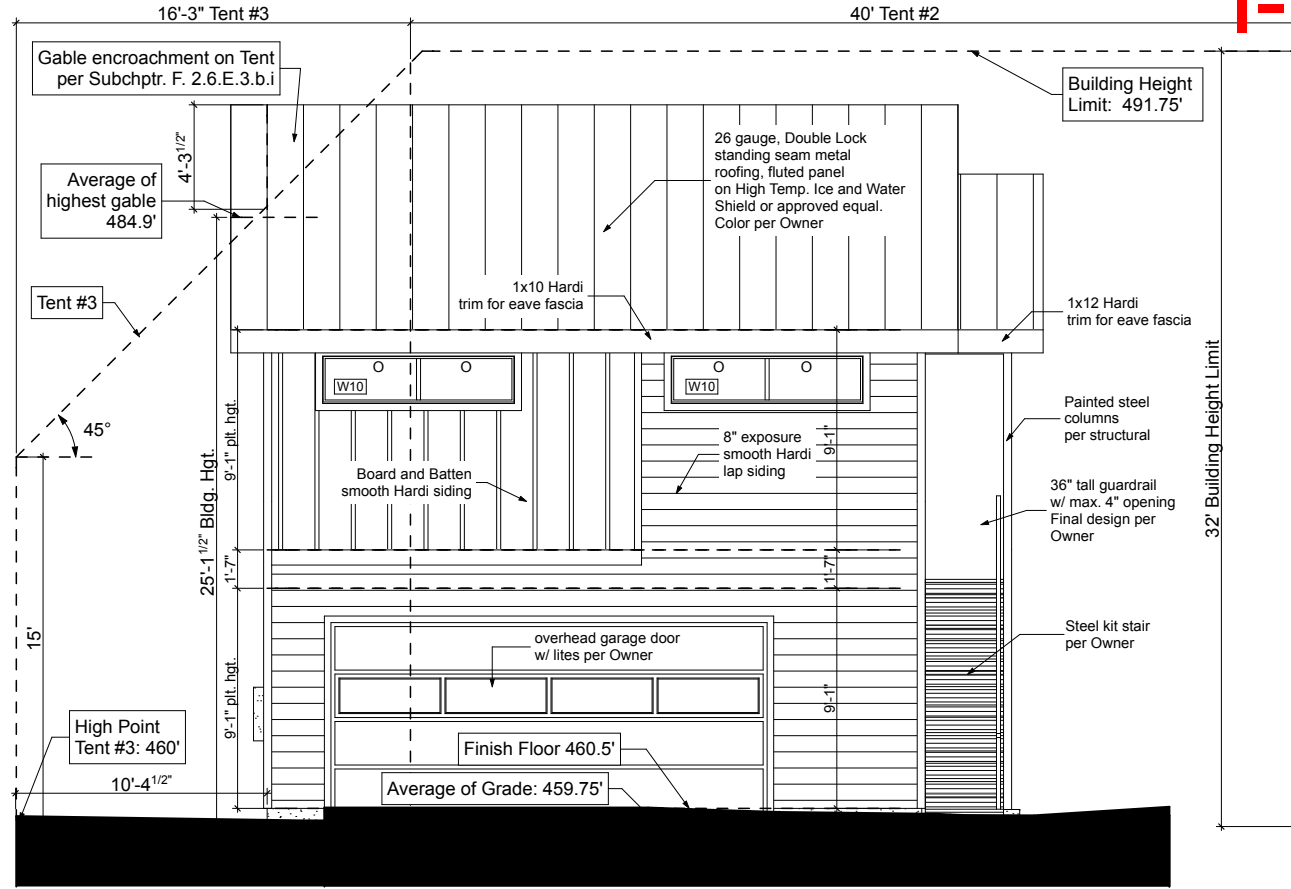 16'-3" Tent #3
40' Tent #2
Gable encroachment on Tent
per Subchptr. F. 2.6.E.3.b.i
Building Height
Limit: 491.75'
4'-3 1/2"
26 gauge, Double Lock
standing seam metal
roofing, fluted panel
on High Temp. Ice and Water
Shield or approved equal.
Color per Owner
Average of
highest gable
484.9'
Tent #3
1x10 Hardi
trim for eave fascia
1x12 Hardi
trim for eave fascia
O
O
W10
O
O
W10
45°
9'-1" plt. hgt.
25'-1 1/2" Bldg. Hgt.
Board and Batten
smooth Hardi siding
8" exposure
smooth Hardi
lap siding
9'-1"
Painted steel
columns
per structural
36" tall guardrail
w/ max. 4" opening
Final design per
Owner
32' Building Height Limit
1'-7"
1'-7"
15'
9'-1" plt. hgt.
overhead garage door
w/ lites per Owner
9'-1"
Steel kit stair
per Owner
High Point
Tent #3: 460'
Finish Floor 460.5'
10'-4 1/2"
Average of Grade: 459.75'